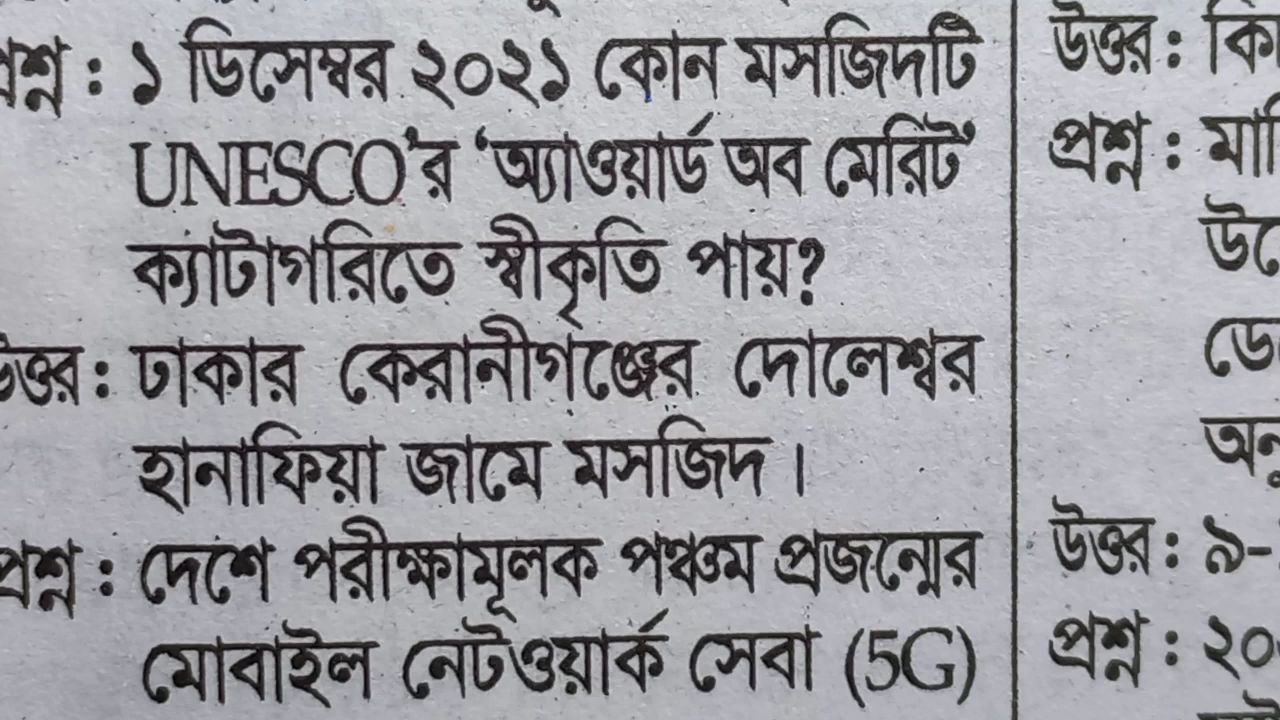 প্রশ্ন : ১ ডিসেম্বর ২০২১ কোন মসজিদটি
UNESCO'র ‘অ্যাওয়ার্ড অব মেরিট’
ক্যাটাগরিতে স্বীকৃতি পায়?
উত্তর : ঢাকার কেরানীগঞ্জের দোলেশ্বর
হানাফিয়া জামে মসজিদ।
প্রশ্ন : দেশে পরীক্ষামূলক পঞ্চম প্রজন্মের
মোবাইল নেটওয়ার্ক সেবা (5G)
উত্তর :
প্রশ্ন :
উত্তর : ৯-
প্রশ্ন :